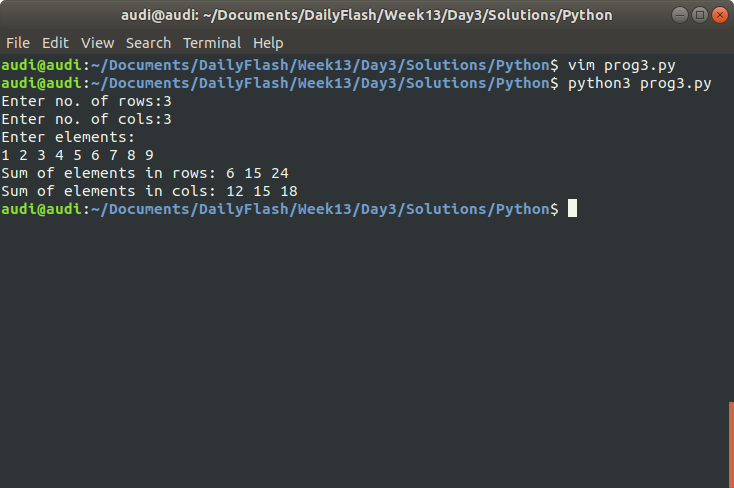 audi@audi: ~/Documents/DailyFlash/Week13/Day3/Solutions/Python
File Edit View Search Terminal Help
audi@audi:~/Documents/DailyFlash/Week13/Day3/Solutions/Python$ vim prog3.py
audi@audi:~/Documents/DailyFlash/Week13/Day3/Solutions/Python$ python3 prog3.py
Enter no. of rows:3
Enter no. of cols:3
Enter elements:
1 2 3 4 5 6 7 8 9
Sum of elements in rows: 6 15 24
Sum of elements in cols: 12 15 18
audi@audi:~/Documents/DailyFlash/Week13/Day3/Solutions/Python$